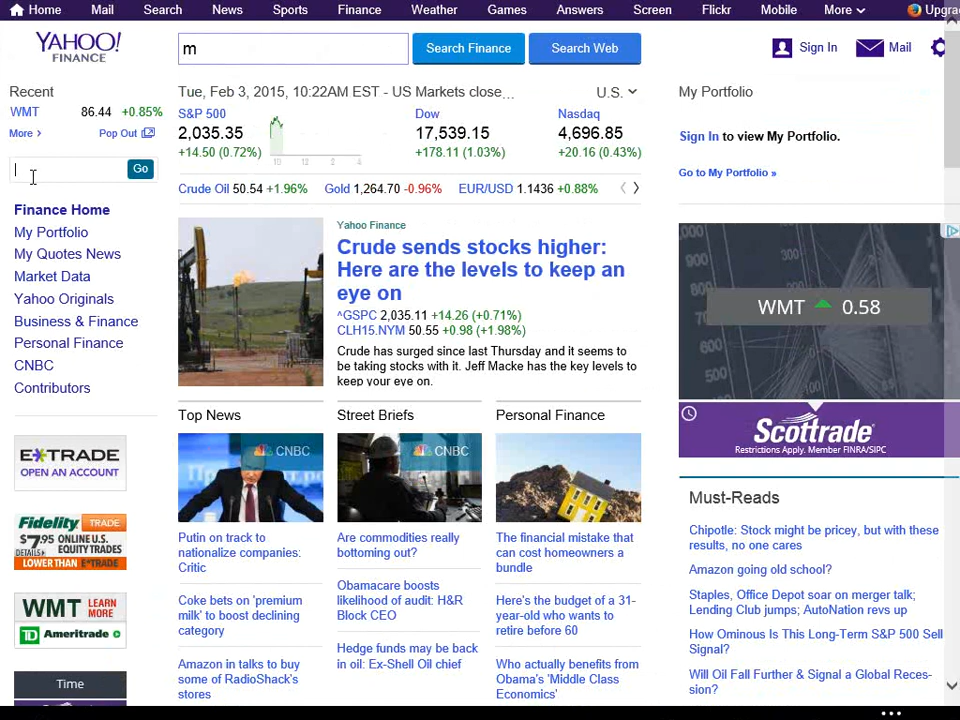 Home Mail Search News Sports Finance Weather Games Answers Screen Flickr Mobile More Upgra
YAHOO!
FINANCE
m
Search Finance
Search Web
Sign In
Mail
Recent
WMT 86.44 +0.85%
More ›
Pop Out
Go
Finance Home
My Portfolio
My Quotes News
Market Data
Yahoo Originals
Business & Finance
Personal Finance
CNBC
Contributors
E*TRADE
OPEN AN ACCOUNT
Fidelity TRADE
$7.95 ONLINE U.S.
EQUITY TRADES
DETAILS
LOWER THAN E*TRADE
WMT LEARN
MORE
TD Ameritrade
Time
Tue, Feb 3, 2015, 10:22AM EST - US Markets close…
U.S.
S&P 500
2,035.35
+14.50 (0.72%)
10 12 2 4
Dow
17,539.15
+178.11 (1.03%)
Nasdaq
4,696.85
+20.16 (0.43%)
Crude Oil 50.54 +1.96% Gold 1,264.70 -0.96% EUR/USD 1.1436 +0.88%
Yahoo Finance
Crude sends stocks higher:
Here are the levels to keep an
eye on
^GSPC 2,035.11 +14.26 (+0.71%)
CLH15.NYM 50.55 +0.98 (+1.98%)
Crude has surged since last Thursday and it seems to
be taking stocks with it. Jeff Macke has the key levels to
keep your eye on.
Top News
CNBC
Putin on track to
nationalize companies:
Critic
Coke bets on 'premium
milk' to boost declining
category
Amazon in talks to buy
some of RadioShack's
stores
Street Briefs
CNBC
Are commodities really
bottoming out?
Obamacare boosts
likelihood of audit: H&R
Block CEO
Hedge funds may be back
in oil: Ex-Shell Oil chief
Personal Finance
The financial mistake that
can cost homeowners a
bundle
Here's the budget of a 31-
year-old who wants to
retire before 60
Who actually benefits from
Obama's 'Middle Class
Economics'
My Portfolio
Sign In to view My Portfolio.
Go to My Portfolio »
1000
900
800
700
600
500
300
WMT 0.58
Scottrade
Restrictions Apply. Member FINRA/SIPC
Must-Reads
Chipotle: Stock might be pricey, but with these
results, no one cares
Amazon going old school?
Staples, Office Depot soar on merger talk;
Lending Club jumps; AutoNation revs up
How Ominous Is This Long-Term S&P 500 Sell
Signal?
Will Oil Fall Further & Signal a Global Reces-
sion?